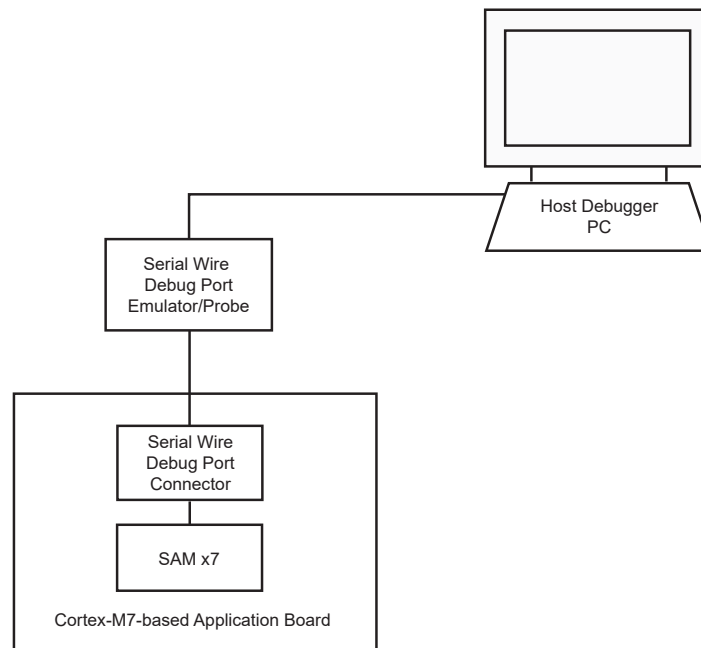 Host Debugger
PC
Serial Wire
Debug Port
Emulator/Probe
Serial Wire
Debug Port
Connector
SAM x7
Cortex-M7-based Application Board